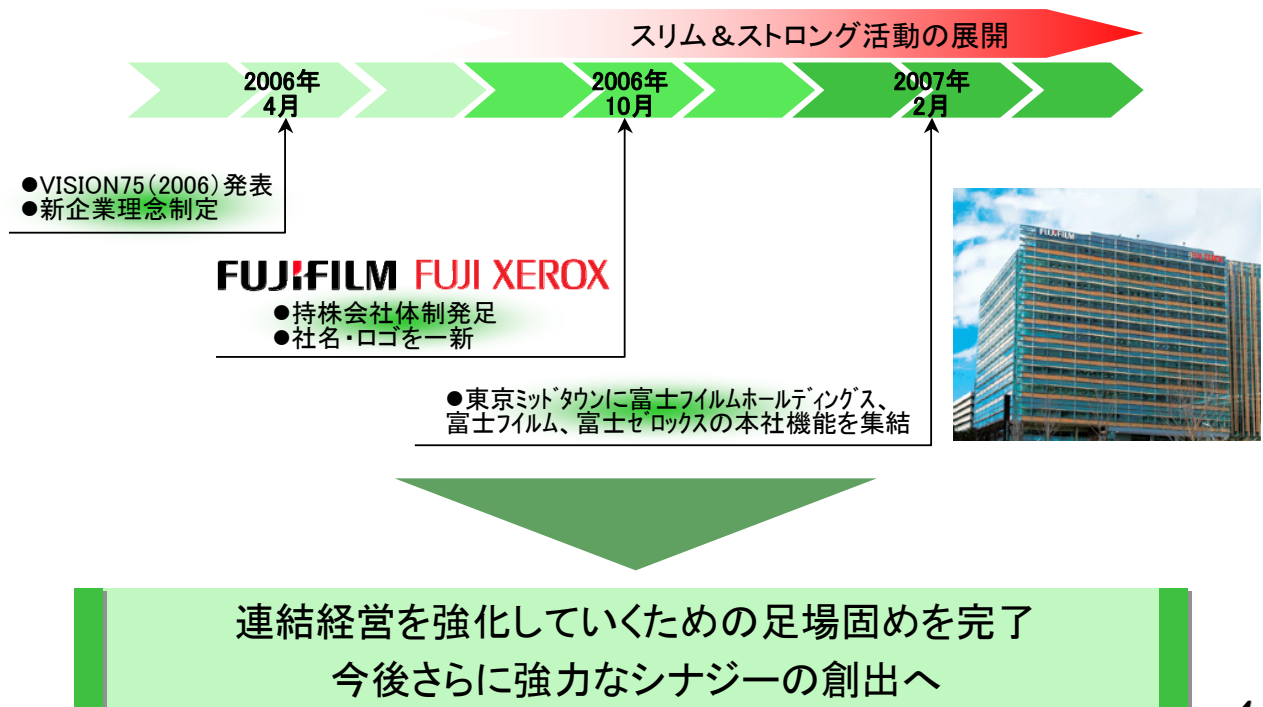 スリム&ストロング活動の展開
2006年
4月
2006年
10月
2007年
2月
●VISION75(2006)発表
●新企業理念制定
FUJIFILM FUJI XEROX
●持株会社体制発足
●社名・ロゴを一新
FUJIFILM
●東京ミッドタウンに富士フイルムホールディングス、
富士フイルム、富士ゼロックスの本社機能を集結
連結経営を強化していくための足場固めを完了
今後さらに強力なシナジーの創出へ